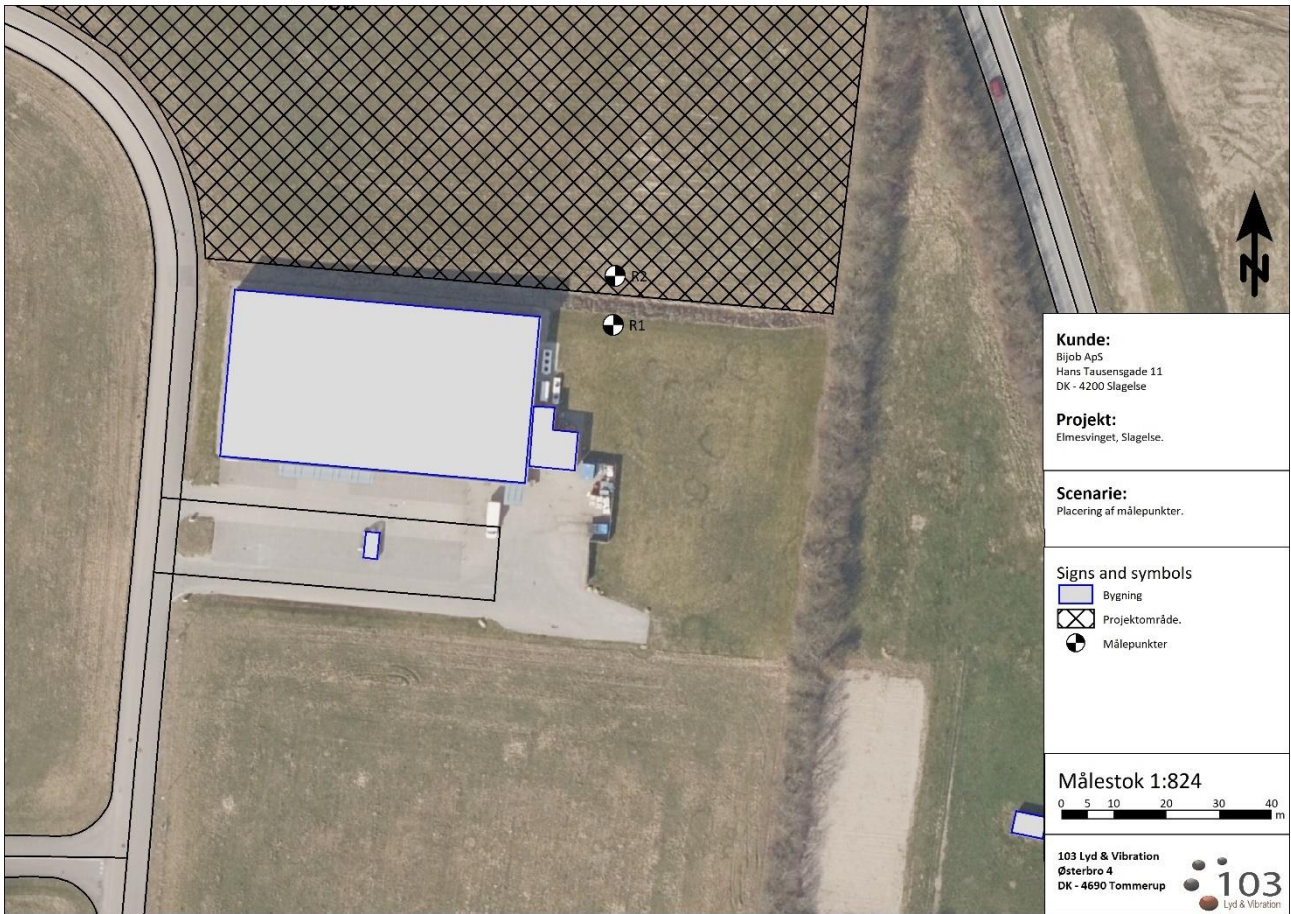 R2
R1
N
Kunde:
Bijob ApS
Hans Tausensgade 11
DK - 4200 Slagelse
Projekt:
Elmesvinget, Slagelse.
Scenarie:
Placering af målepunkter.
Signs and symbols
Bygning
Projektområde.
Målepunkter
Målestok 1:824
0 5 10 20 30 40
m
103 Lyd & Vibration
Østerbro 4
DK - 4690 Tommerup
103
Lyd & Vibration